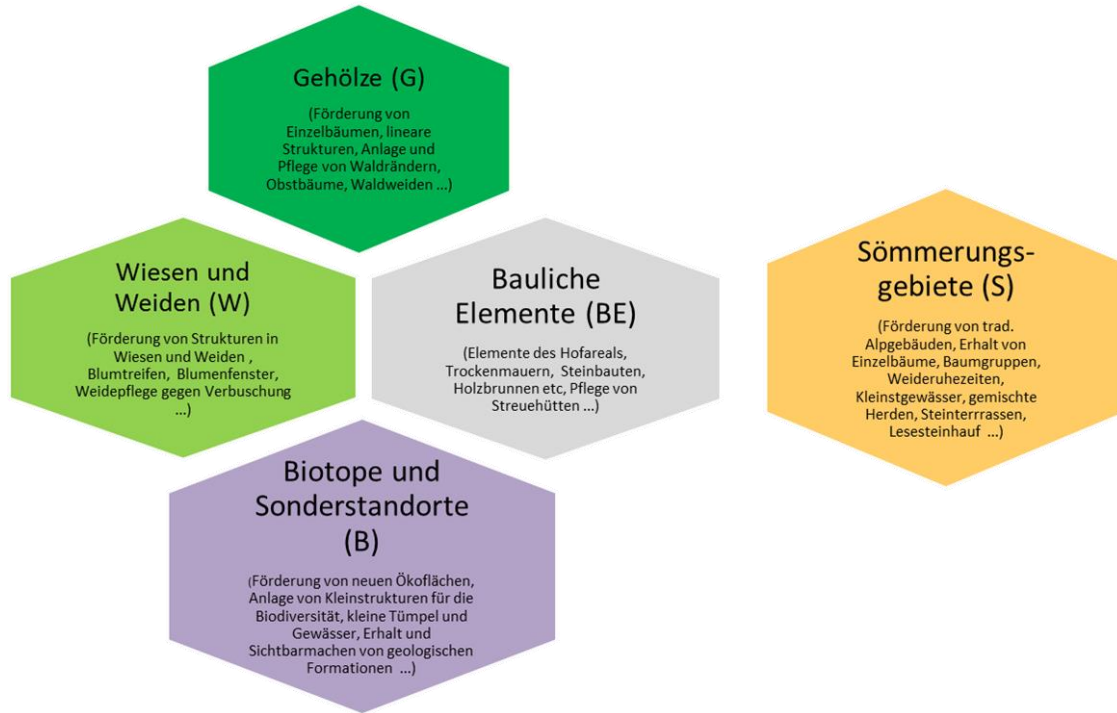 Gehölze (G)
(Förderung von
Einzelbäumen, lineare
Strukturen, Anlage und
Pflege von Waldrändern,
Obstbäume, Waldweiden ...)
Wiesen und
Weiden (W)
(Förderung von Strukturen in
Wiesen und Weiden ,
Blumtreifen, Blumenfenster,
Weidepflege gegen Verbuschung
...)
Bauliche
Elemente (BE)
(Elemente des Hofareals,
Trockenmauern, Steinbauten,
Holzbrunnen etc, Pflege von
Streuehütten ...)
Sömmerungs-
gebiete (S)
(Förderung von trad.
Alpgebäuden, Erhalt von
Einzelbäume, Baumgruppen,
Weideruhezeiten,
Kleinstgewässer, gemischte
Herden, Steinterrrassen,
Lesesteinhauf ...)
Biotope und
Sonderstandorte
(B)
(Förderung von neuen Ökoflächen,
Anlage von Kleinstrukturen für die
Biodiversität, kleine Tümpel und
Gewässer, Erhalt und
Sichtbarmachen von geologischen
Formationen ...)